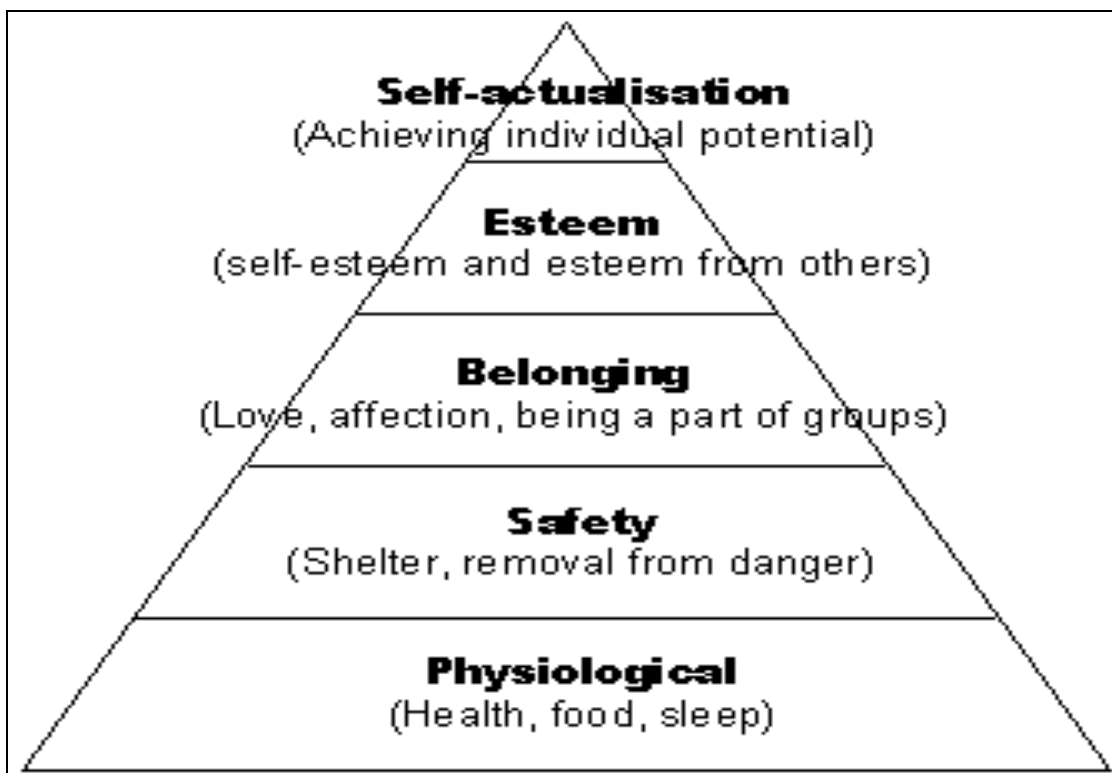 Self-actualisation
(Achieving individual potential)
Esteem
(self-esteem and esteem from others)
Belonging
(Love, affection, being a part of groups)
Safety
(Shelter, removal from danger)
Physiological
(Health, food, sleep)